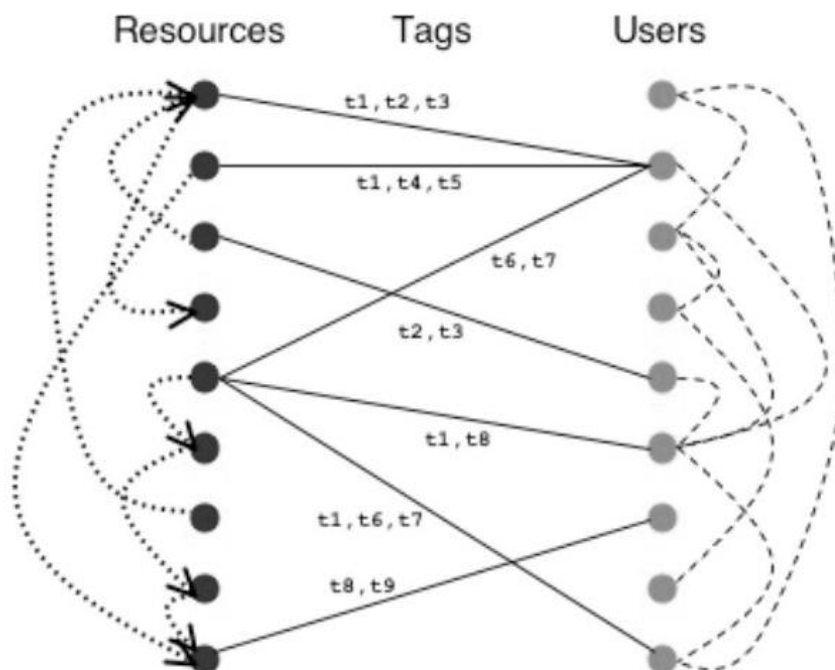 Resources Tags Users
t1,t2,t3
t1,t4,t5
t6,t7
t2,t3
t1,t8
t1,t6,t7
t8,t9